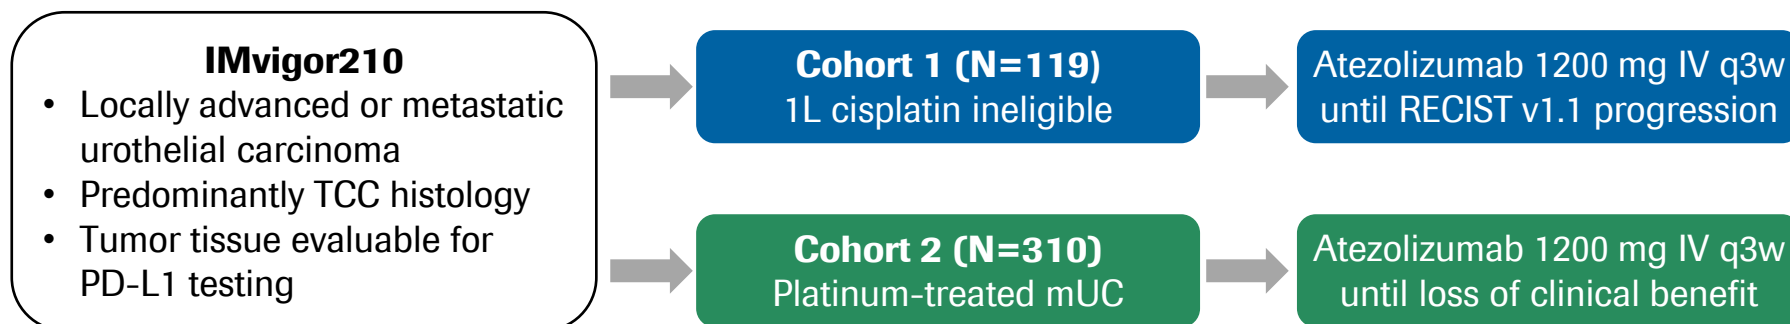 IMvigor210
• Locally advanced or metastatic
urothelial carcinoma
• Predominantly TCC histology
• Tumor tissue evaluable for
PD-L1 testing
Cohort 1 (N=119)
1L cisplatin ineligible
Atezolizumab 1200 mg IV q3w
until RECIST v1.1 progression
Cohort 2 (N=310)
Platinum-treated mUC
Atezolizumab 1200 mg IV q3w
until loss of clinical benefit